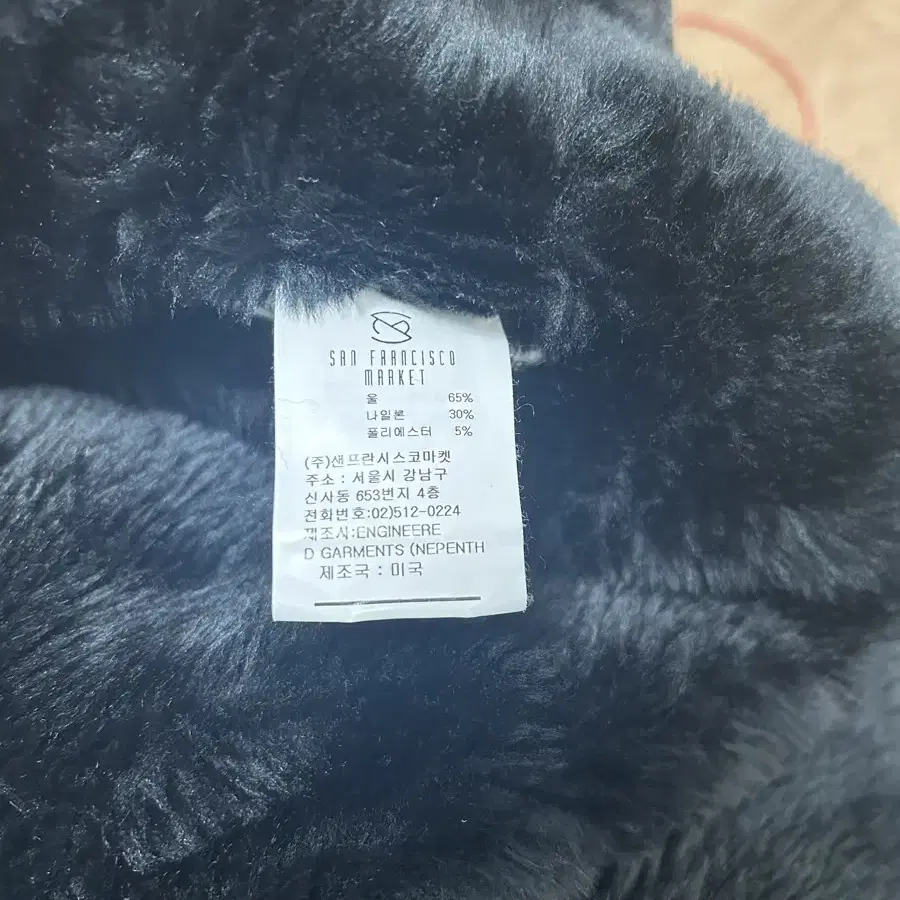 SAN FRANCISCO
MARKET
울 65%
나일론 30%
폴리에스터 5%
(주)샌프란시스코마켓
주소 : 서울시 강남구
신사동 653번지 4층
전화번호:02)512-0224
제조사:ENGINEERE
D GARMENTS (NEPENTH
제조국 : 미국